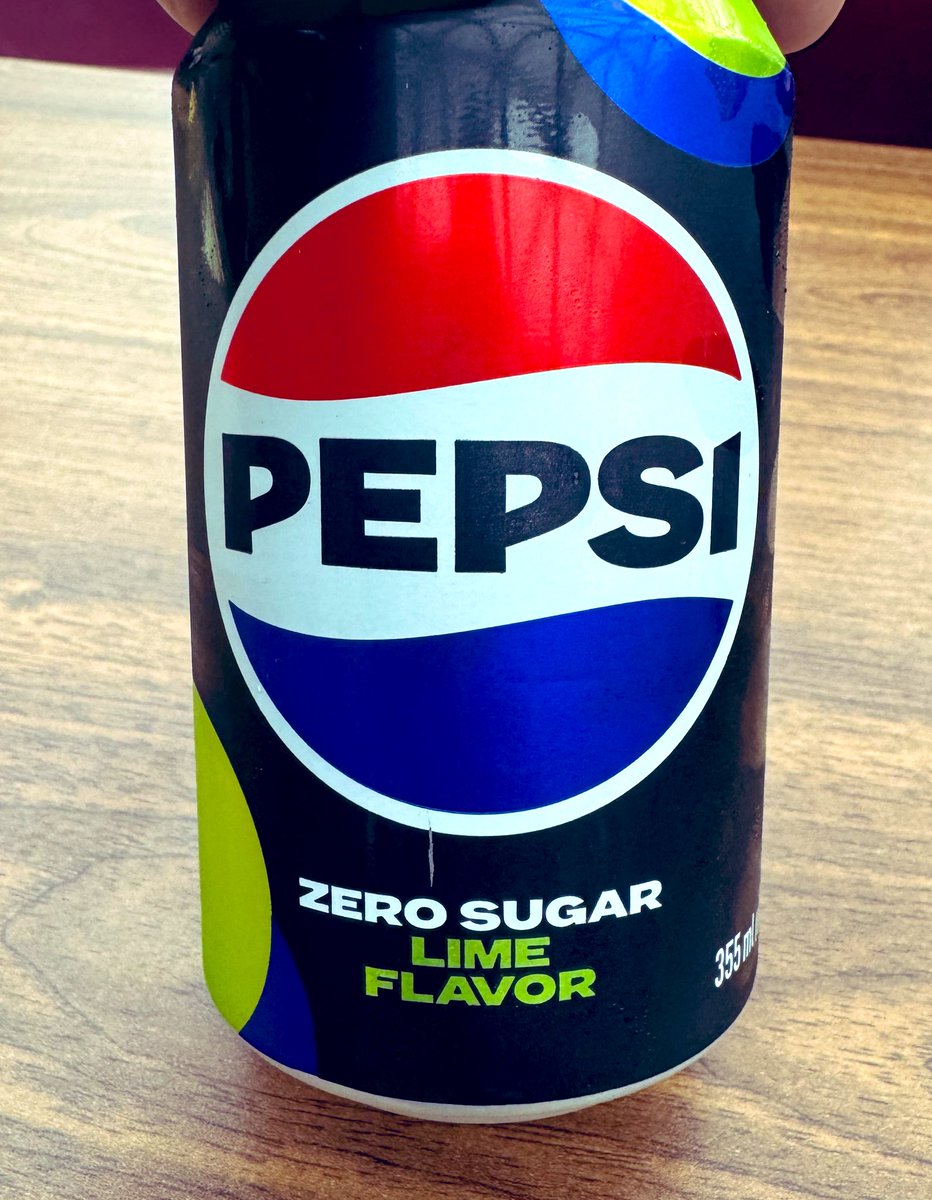 PEPSI
ZERO SUGAR
LIME
FLAVOR
355 ml